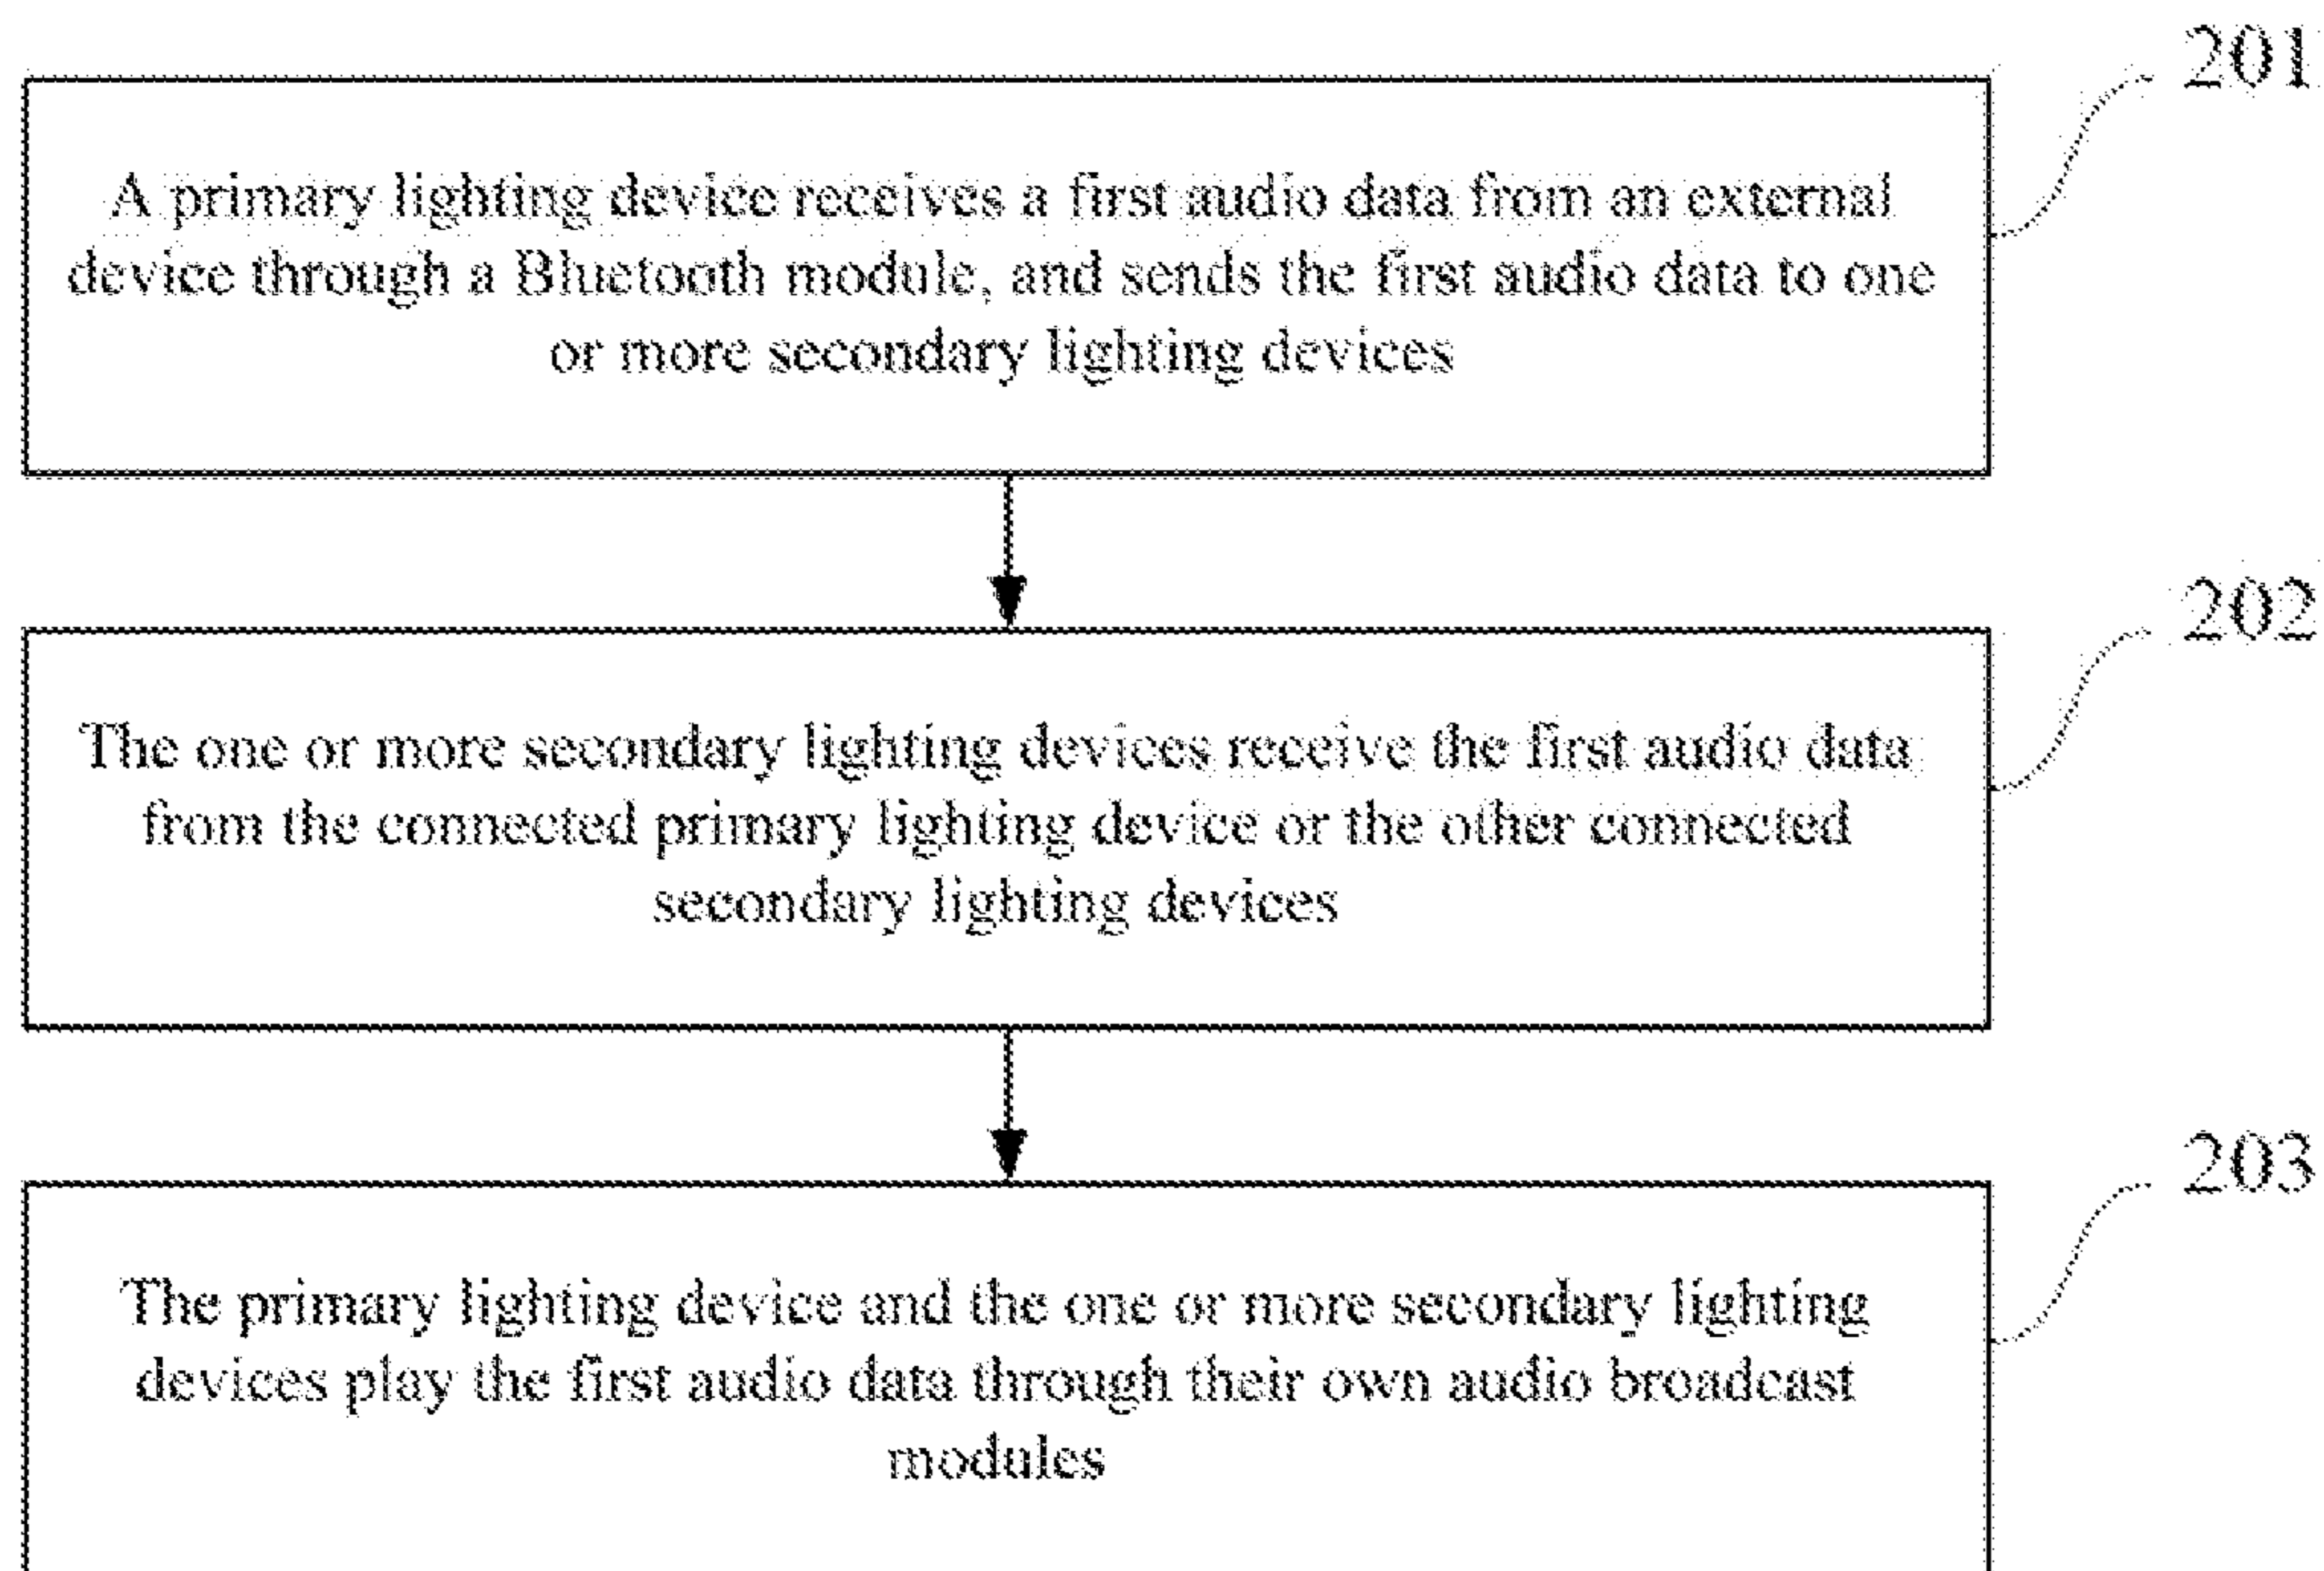 201
A primary lighting device receives a first audio data from an external
device through a Bluetooth module, and sends the first audio data to one
or more secondary lighting devices
202
The one or more secondary lighting devices receive the first audio data
from the connected primary lighting device or the other connected
secondary lighting devices
203
The primary lighting device and the one or more secondary lighting
devices play the first audio data through their own audio broadcast
modules